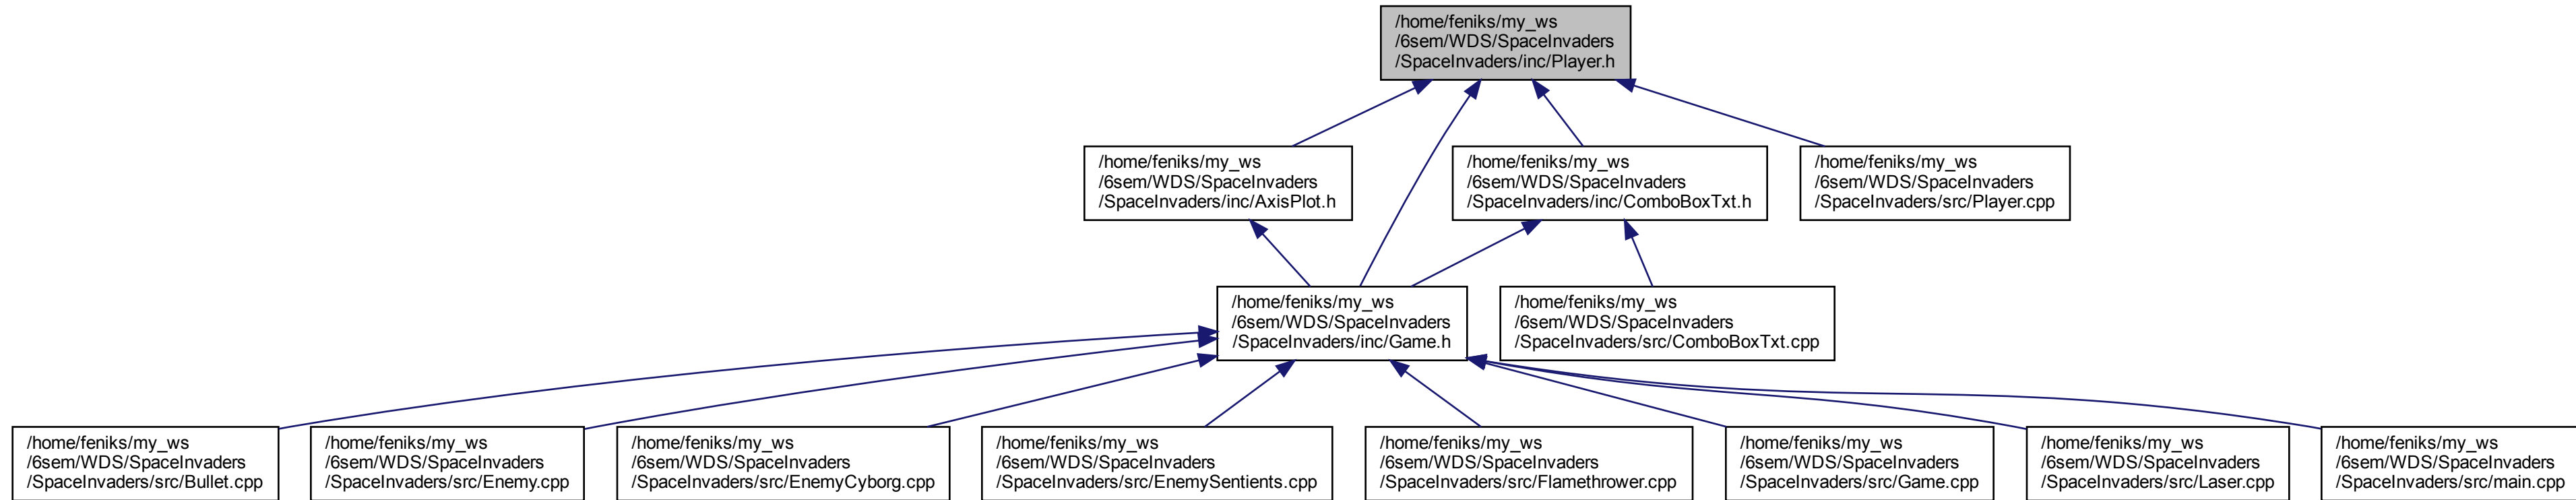 /home/feniks/my_ws
/6sem/WDS/SpaceInvaders
/SpaceInvaders/inc/Player.h
/home/feniks/my_ws
/6sem/WDS/SpaceInvaders
/SpaceInvaders/inc/AxisPlot.h
/home/feniks/my_ws
/6sem/WDS/SpaceInvaders
/SpaceInvaders/inc/ComboBoxTxt.h
/home/feniks/my_ws
/6sem/WDS/SpaceInvaders
/SpaceInvaders/src/Player.cpp
/home/feniks/my_ws
/6sem/WDS/SpaceInvaders
/SpaceInvaders/inc/Game.h
/home/feniks/my_ws
/6sem/WDS/SpaceInvaders
/SpaceInvaders/src/ComboBoxTxt.cpp
/home/feniks/my_ws
/6sem/WDS/SpaceInvaders
/SpaceInvaders/src/Bullet.cpp
/home/feniks/my_ws
/6sem/WDS/SpaceInvaders
/SpaceInvaders/src/Enemy.cpp
/home/feniks/my_ws
/6sem/WDS/SpaceInvaders
/SpaceInvaders/src/EnemyCyborg.cpp
/home/feniks/my_ws
/6sem/WDS/SpaceInvaders
/SpaceInvaders/src/EnemySentients.cpp
/home/feniks/my_ws
/6sem/WDS/SpaceInvaders
/SpaceInvaders/src/Flamethrower.cpp
/home/feniks/my_ws
/6sem/WDS/SpaceInvaders
/SpaceInvaders/src/Game.cpp
/home/feniks/my_ws
/6sem/WDS/SpaceInvaders
/SpaceInvaders/src/Laser.cpp
/home/feniks/my_ws
/6sem/WDS/SpaceInvaders
/SpaceInvaders/src/main.cpp